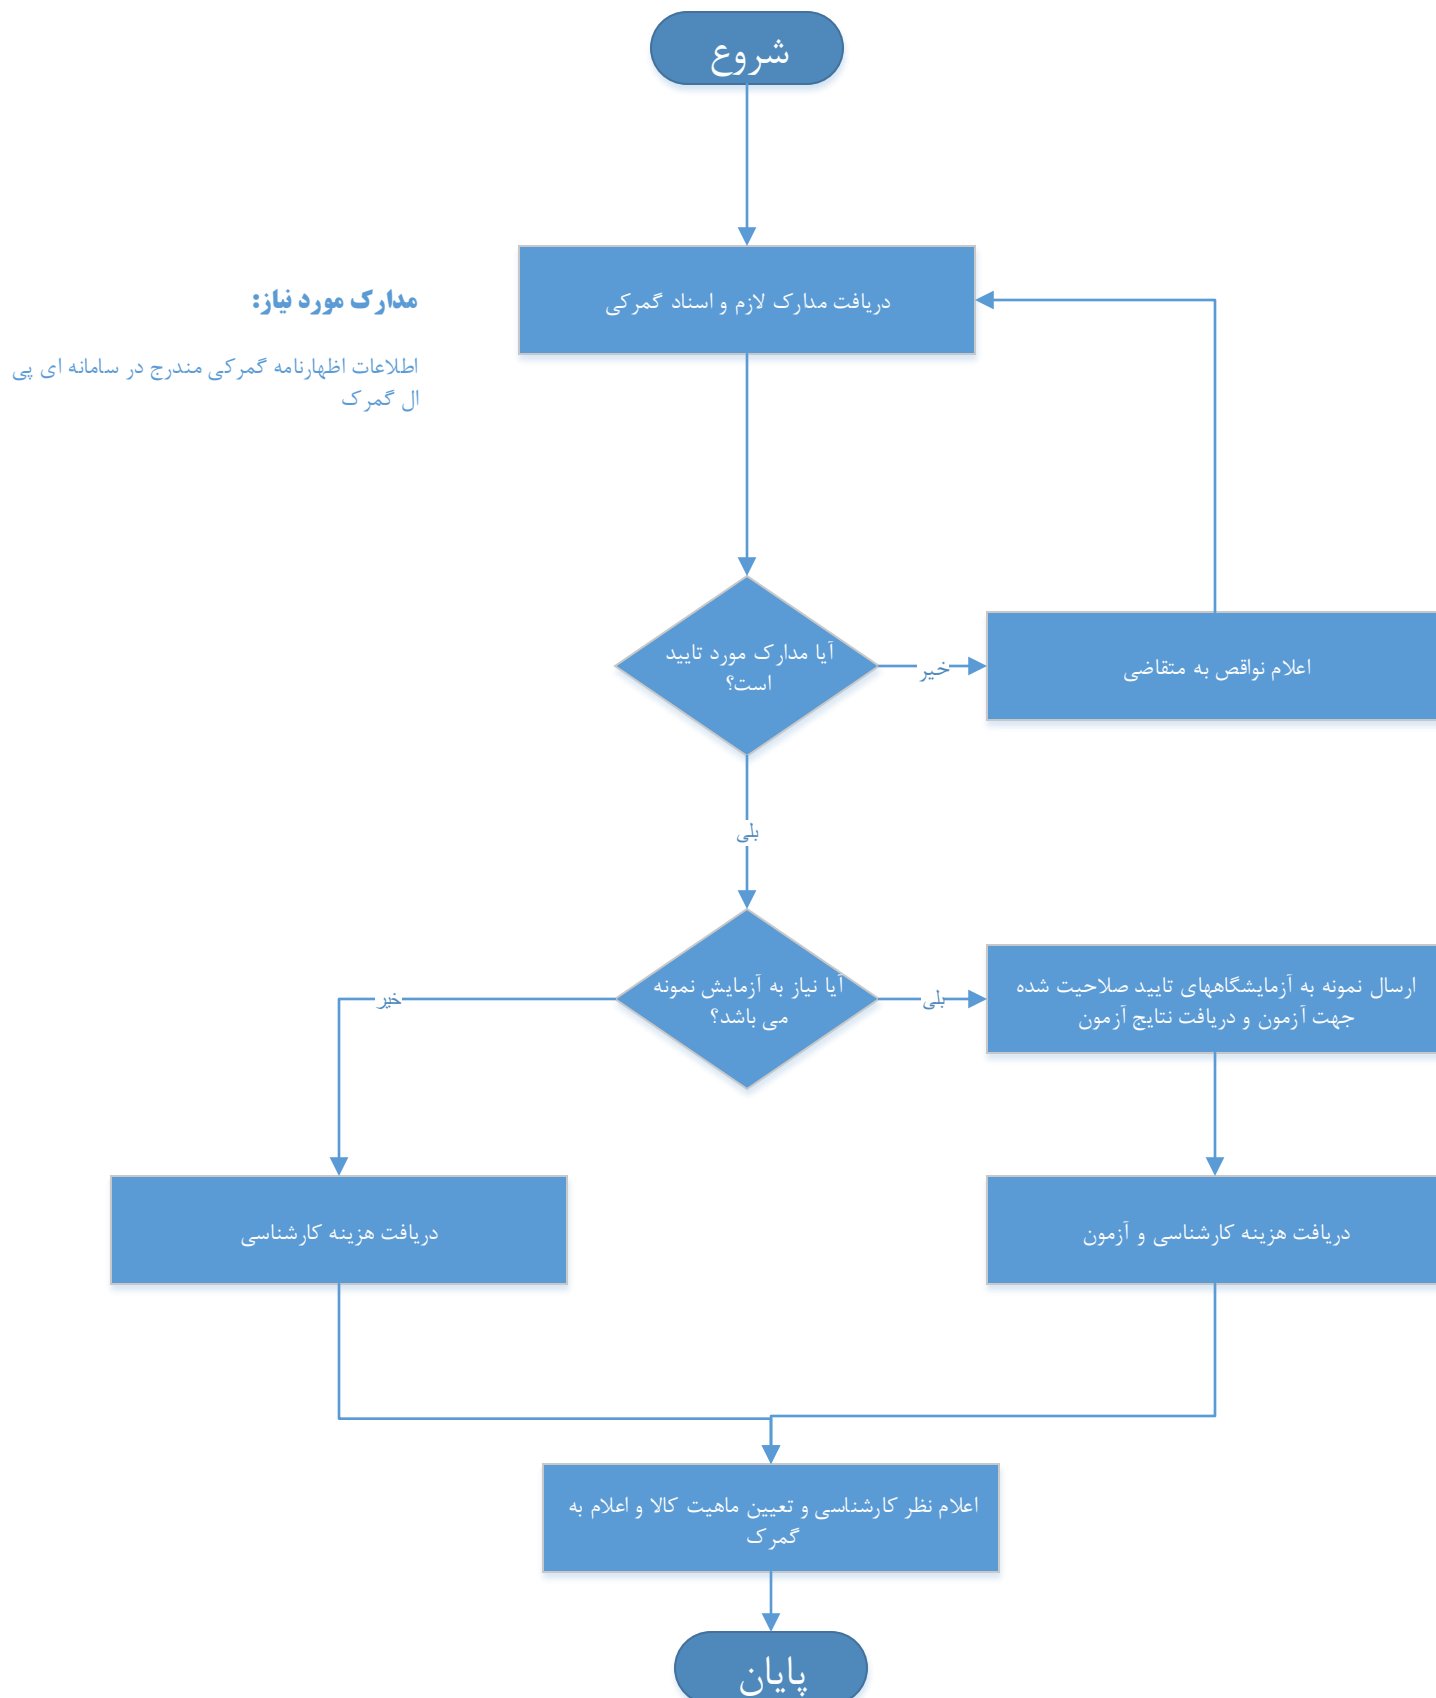 شروع
دریافت مدارک لازم و اسناد گمرکی
مدارک مورد نیاز:
اطلاعات اظهارنامه گمرکی مندرج در سامانه ای پی
ال گمرک
آیا مدارک مورد تایید
است؟
خیر
اعلام نواقص به متقاضی
بلی
آیا نیاز به آزمایش نمونه
می باشد؟
بلی
ارسال نمونه به آزمایشگاههای تایید صلاحیت شده
جهت آزمون و دریافت نتایج آزمون
خیر
دریافت هزینه کارشناسی و آزمون
دریافت هزینه کارشناسی
اعلام نظر کارشناسی و تعیین ماهیت کالا و اعلام به
گمرک
پایان